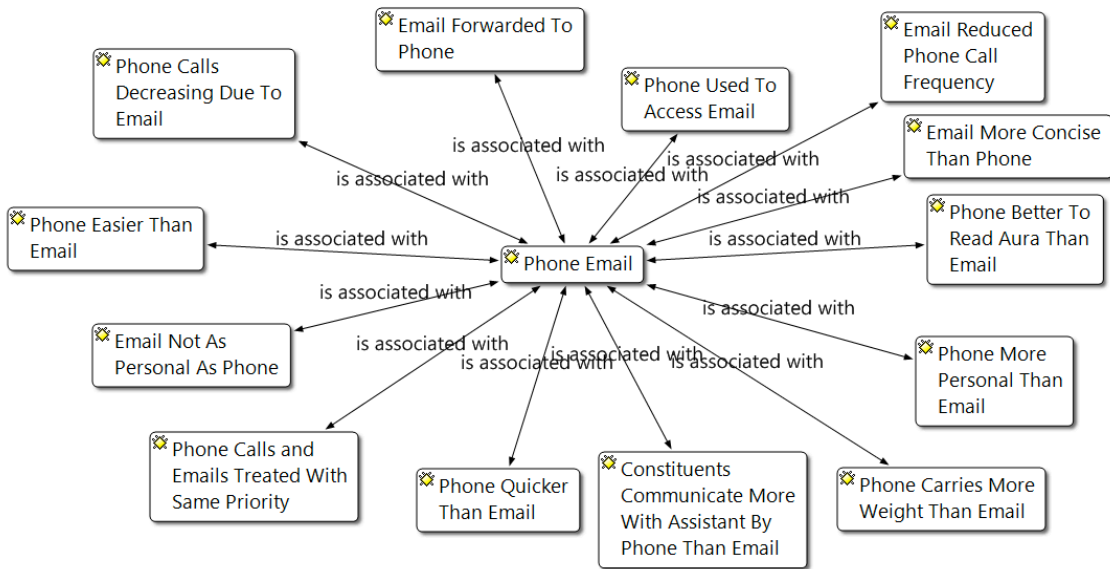 Email Forwarded To
Phone
Email Reduced
Phone Call
Frequency
Phone Calls
Decreasing Due To
Email
Phone Used To
Access Email
Email More Concise
Than Phone
is associated with
is associated with
is associated with
is associated with
is associated with
Phone Better To
Read Aura Than
Email
Phone Easier Than
Email
is associated with
is associated with
Phone Email
is associated with
is associated with
Email Not As
Personal As Phone
is associated with
is associated with
is associated with
is associated with
Phone More
Personal Than
Email
Phone Calls and
Emails Treated With
Same Priority
Phone Quicker
Than Email
Constituents
Communicate More
With Assistant By
Phone Than Email
Phone Carries More
Weight Than Email